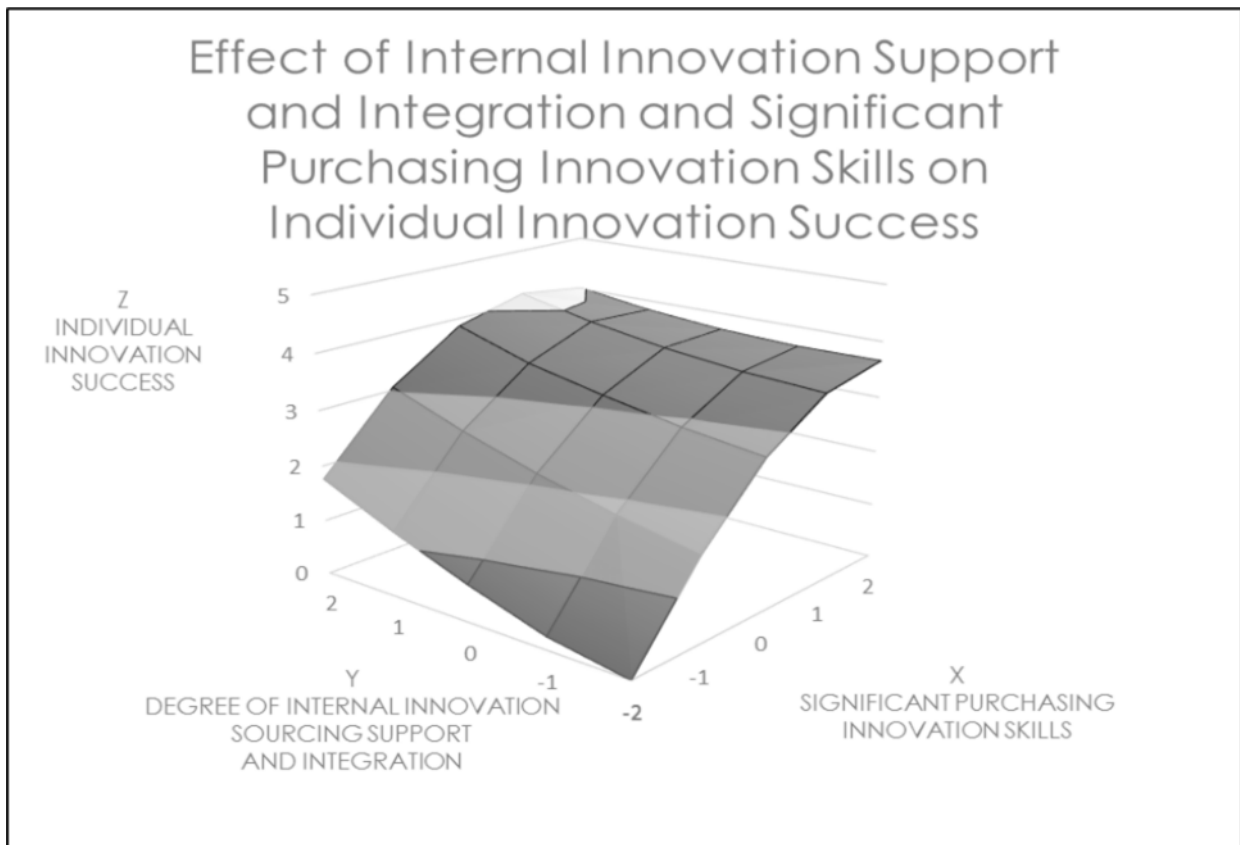 Effect of Internal Innovation Support
and Integration and Significant
Purchasing Innovation Skills on
Individual Innovation Success
Z
INDIVIDUAL
INNOVATION
SUCCESS
5
4
3
2
1
0
2
1
0
-1
-2
Y
DEGREE OF INTERNAL INNOVATION
SOURCING SUPPORT
AND INTEGRATION
2
1
0
-1
X
SIGNIFICANT PURCHASING
INNOVATION SKILLS